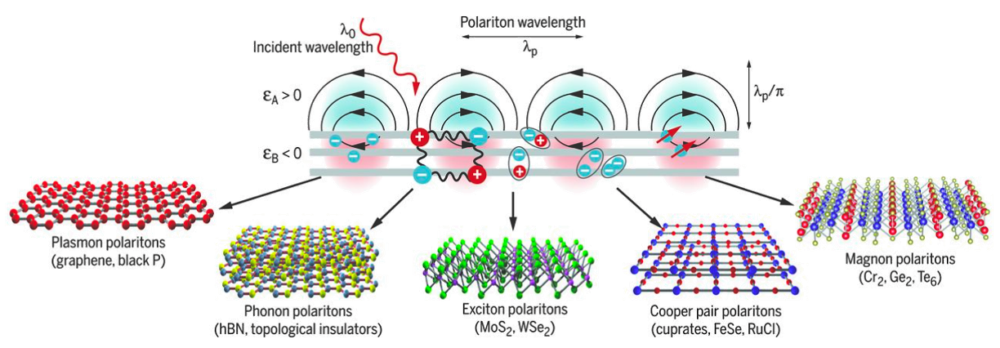 Polariton wavelength
λ₀
Incident wavelength
λₚ
εA > 0
λₚ/π
εB < 0
Plasmon polaritons
(graphene, black P)
Phonon polaritons
(hBN, topological insulators)
Exciton polaritons
(MoS₂, WSe₂)
Cooper pair polaritons
(cuprates, FeSe, RuCl)
Magnon polaritons
(Cr₂, Ge₂, Te₆)